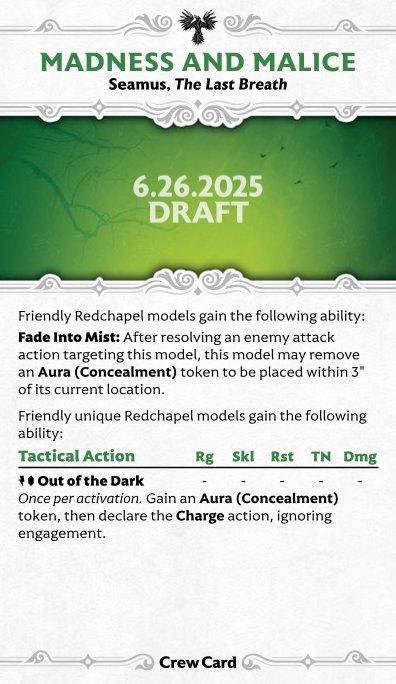 MADNESS AND MALICE
Seamus, The Last Breath
6.26.2025
DRAFT
Friendly Redchapel models gain the following ability:
Fade Into Mist: After resolving an enemy attack
action targeting this model, this model may remove
an Aura (Concealment) token to be placed within 3"
of its current location.
Friendly unique Redchapel models gain the following
ability:
Tactical Action Rg Skl Rst TN Dmg
Out of the Dark - - - - -
Once per activation. Gain an Aura (Concealment)
token, then declare the Charge action, ignoring
engagement.
Crew Card